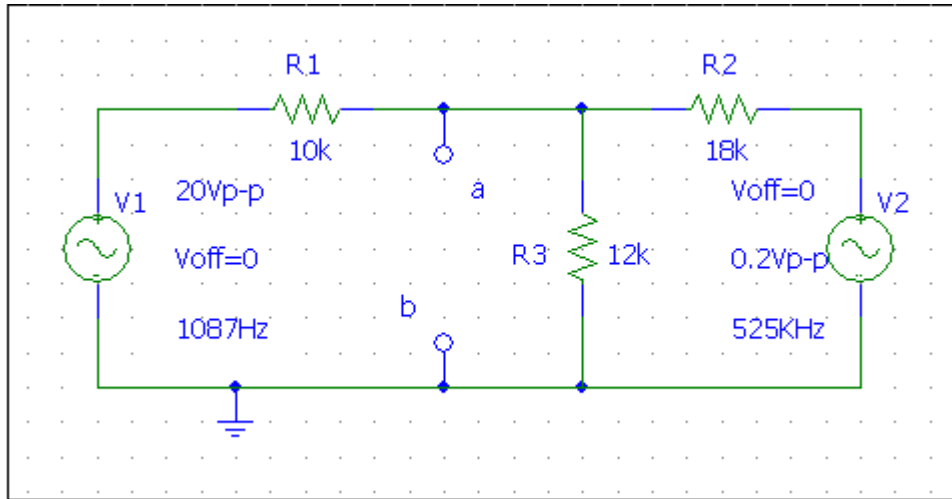 R1
R2
10k
18k
20Vp-p
a
Voff=0
V1
V2
Voff=0
R3
12k
0.2Vp-p
b
1087Hz
525KHz